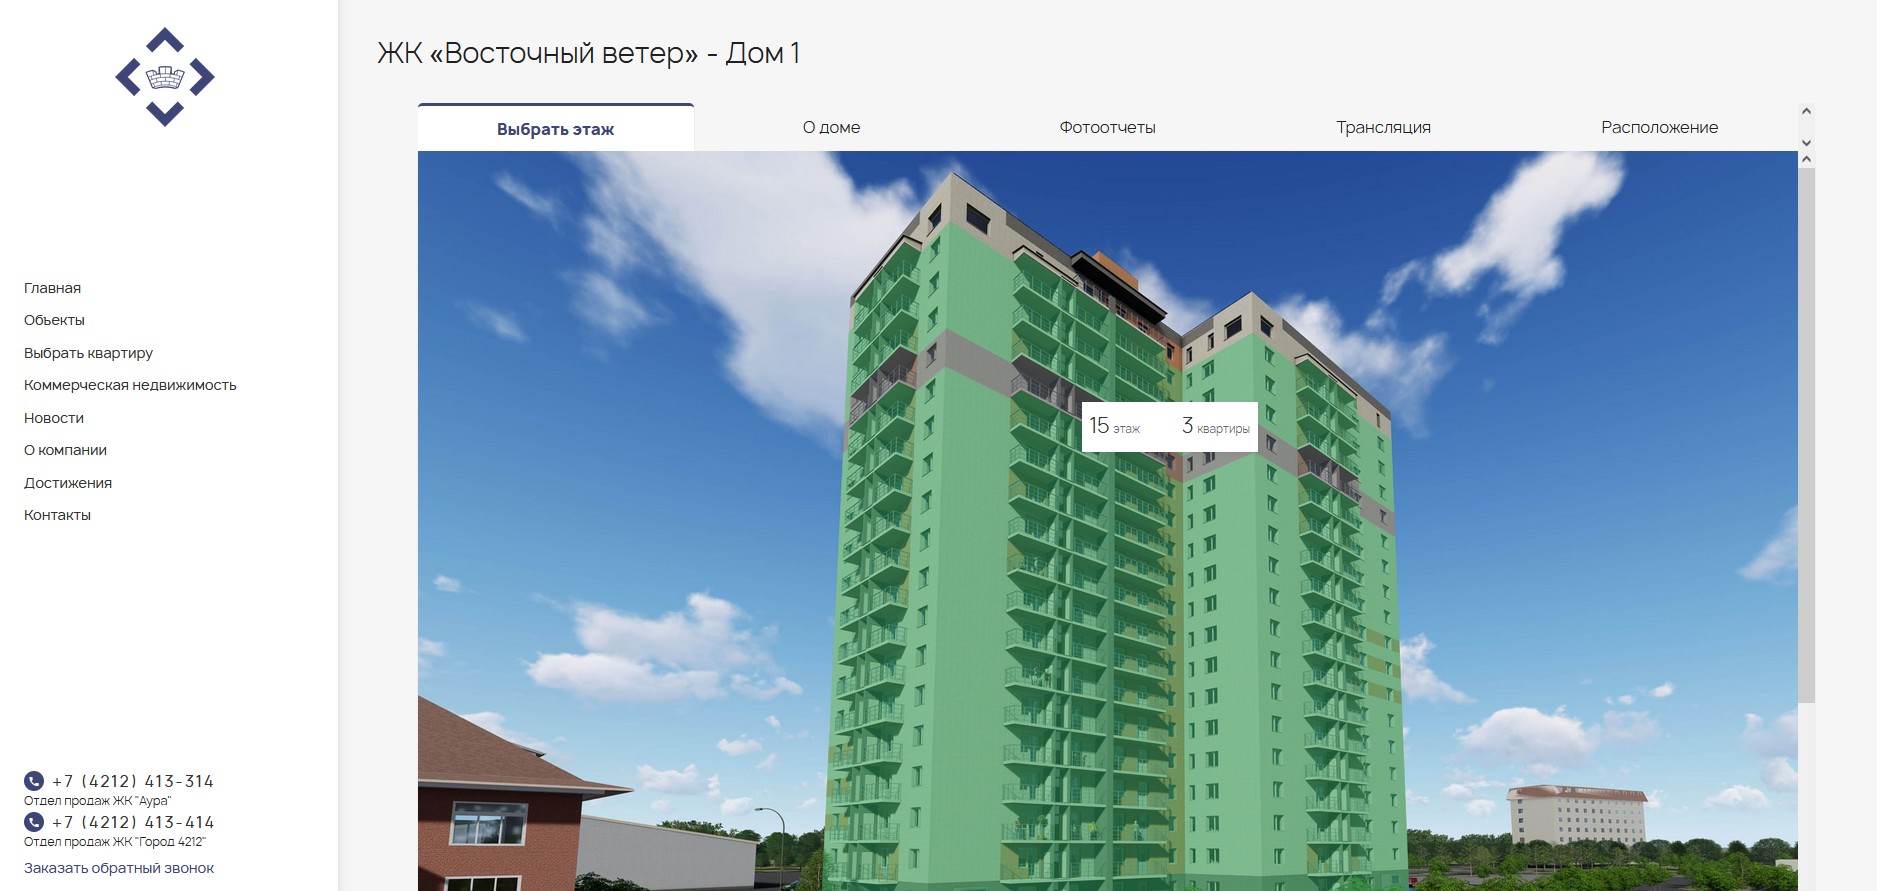 ЖК «Восточный ветер» - Дом 1
Выбрать этаж
О доме
Фотоотчеты
Трансляция
Расположение
15 этаж 3 квартиры
Главная
Объекты
Выбрать квартиру
Коммерческая недвижимость
Новости
О компании
Достижения
Контакты
+7 (4212) 413-314
Отдел продаж ЖК "Аура"
+7 (4212) 413-414
Отдел продаж ЖК "Город 4212"
Заказать обратный звонок